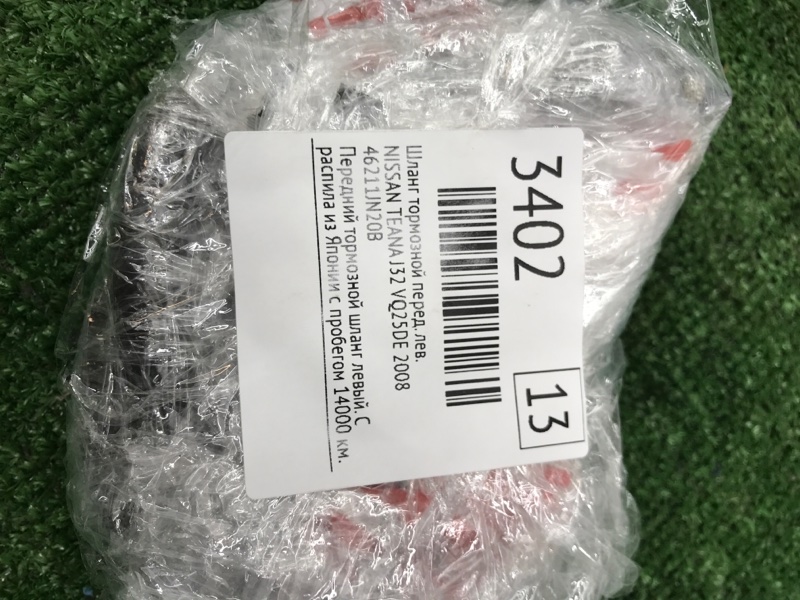 3402
13
Шланг тормозной перед. лев.
NISSAN TEANA J32 VQ25DE 2008
46211JN20B
Передний тормозной шланг левый. С
распила из Японии с пробегом 14000 км.